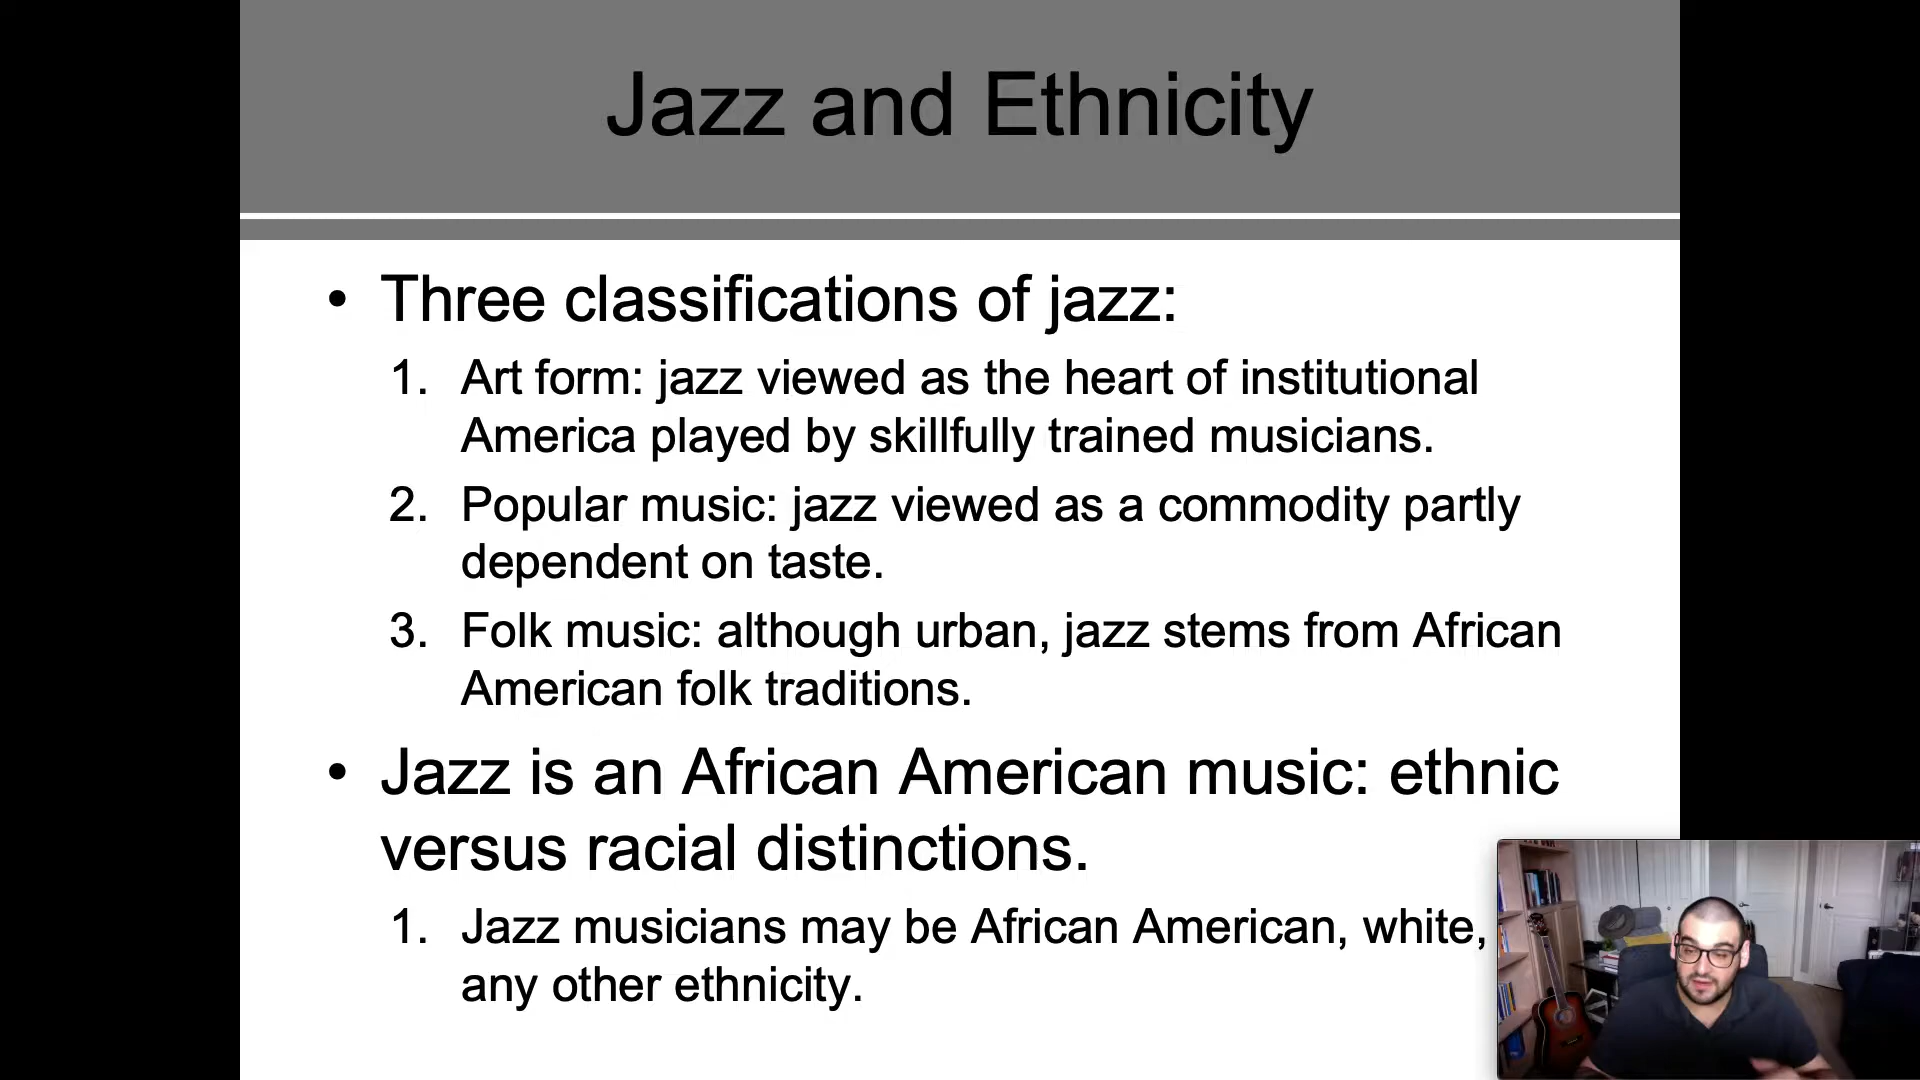 Jazz and Ethnicity
• Three classifications of jazz:
1. Art form: jazz viewed as the heart of institutional
America played by skillfully trained musicians.
2. Popular music: jazz viewed as a commodity partly
dependent on taste.
3. Folk music: although urban, jazz stems from African
American folk traditions.
• Jazz is an African American music: ethnic
versus racial distinctions.
1. Jazz musicians may be African American, white,
any other ethnicity.